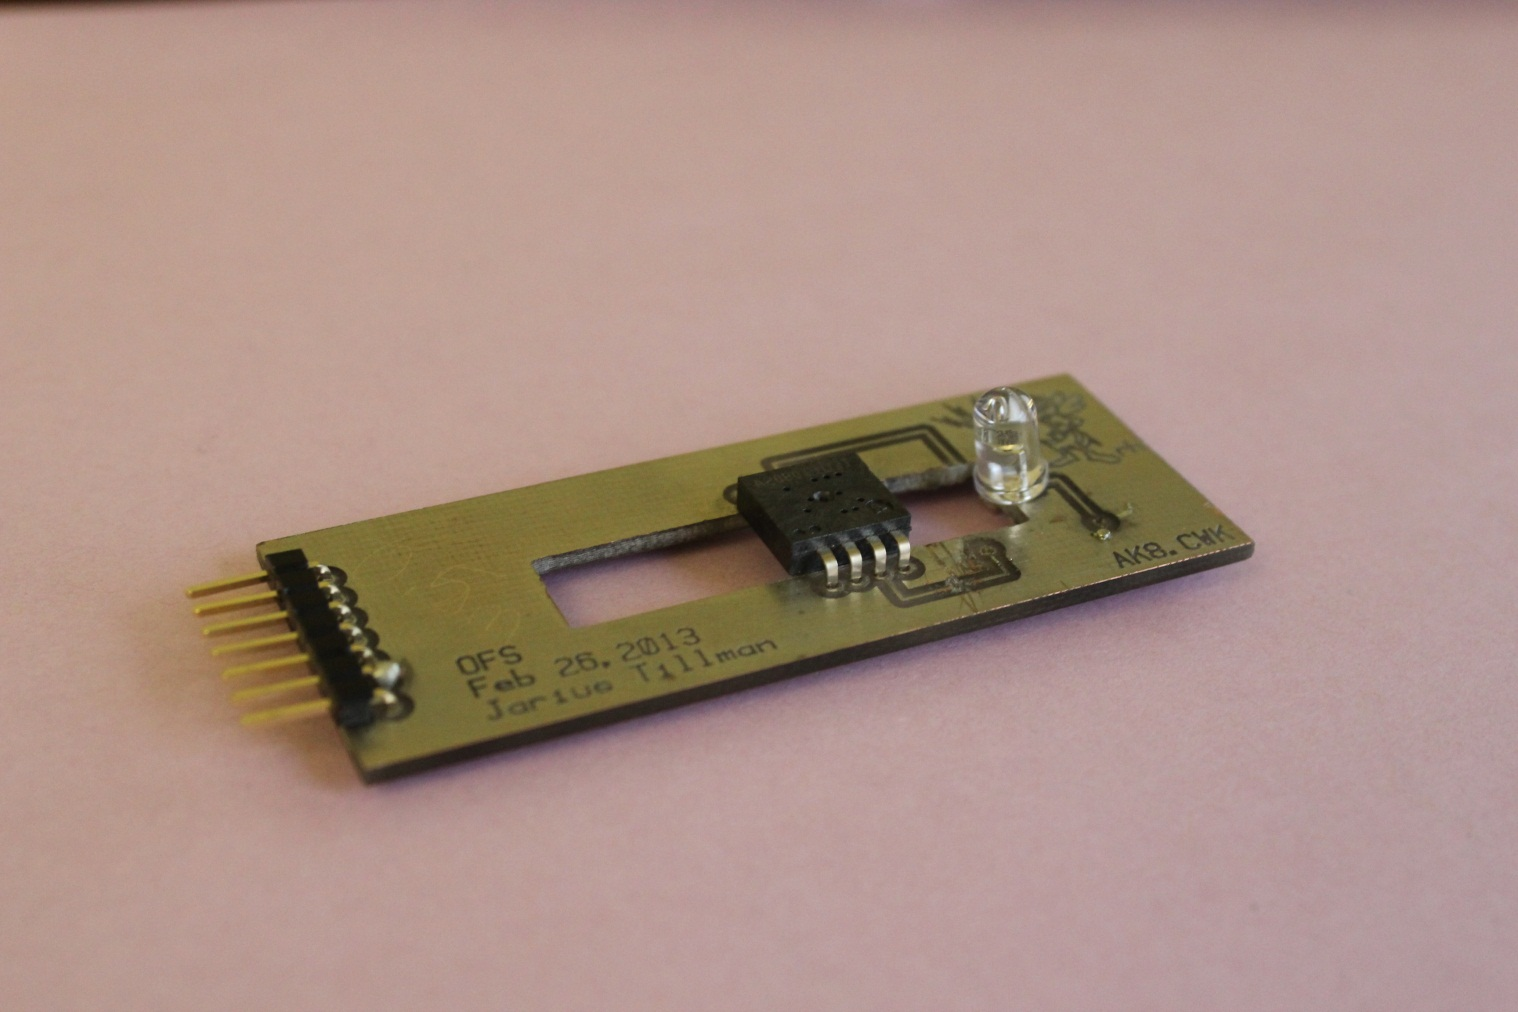 OFS
Feb 26.2013
Jarius Tillman
AK8.CWK